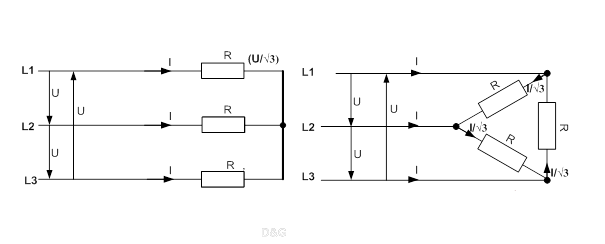 I R (U/√3)
L1
U U
I R
L2
U
I R
L3
I
L1
R I/√3
U U
I
L2 I/√3 R
R
U
I
L3 I/√3
D&G